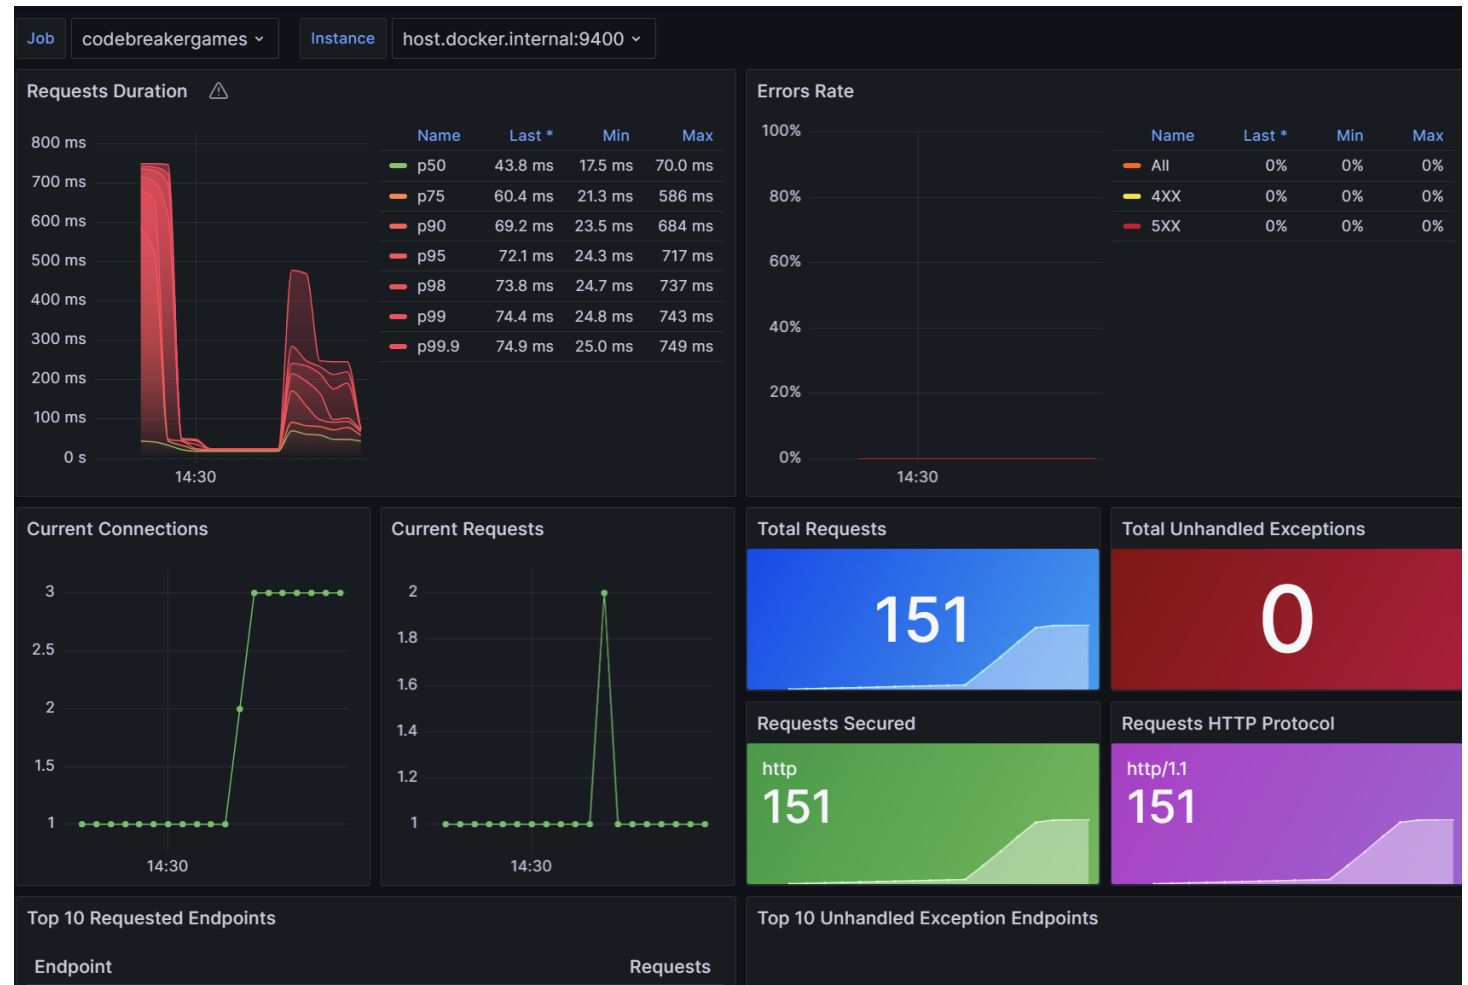 Job codebreakergames Instance host.docker.internal:9400
Requests Duration
800 ms
700 ms
600 ms
500 ms
400 ms
300 ms
200 ms
100 ms
0 s
14:30
Name Last * Min Max
p50 43.8 ms 17.5 ms 70.0 ms
p75 60.4 ms 21.3 ms 586 ms
p90 69.2 ms 23.5 ms 684 ms
p95 72.1 ms 24.3 ms 717 ms
p98 73.8 ms 24.7 ms 737 ms
p99 74.4 ms 24.8 ms 743 ms
p99.9 74.9 ms 25.0 ms 749 ms
Errors Rate
100%
80%
60%
40%
20%
0%
14:30
Name Last * Min Max
All 0% 0% 0%
4XX 0% 0% 0%
5XX 0% 0% 0%
Current Connections
3
2.5
2
1.5
1
14:30
Current Requests
2
1.8
1.6
1.4
1.2
1
14:30
Total Requests
151
Total Unhandled Exceptions
0
Requests Secured
http
151
Requests HTTP Protocol
http/1.1
151
Top 10 Requested Endpoints
Endpoint Requests
Top 10 Unhandled Exception Endpoints